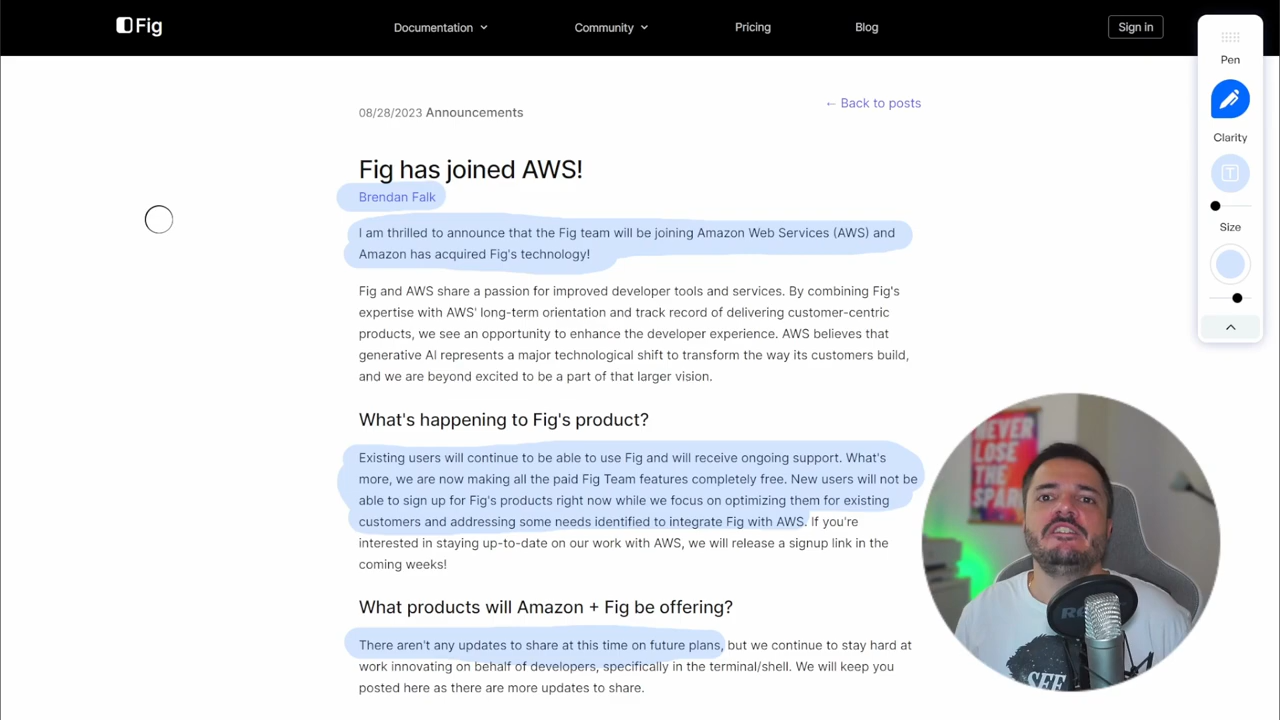 Fig
Documentation
Community
Pricing
Blog
Sign in
Pen
Clarity
T
Size
← Back to posts
08/28/2023 Announcements
Fig has joined AWS!
Brendan Falk
I am thrilled to announce that the Fig team will be joining Amazon Web Services (AWS) and
Amazon has acquired Fig's technology!
Fig and AWS share a passion for improved developer tools and services. By combining Fig's
expertise with AWS' long-term orientation and track record of delivering customer-centric
products, we see an opportunity to enhance the developer experience. AWS believes that
generative AI represents a major technological shift to transform the way its customers build,
and we are beyond excited to be a part of that larger vision.
What's happening to Fig's product?
Existing users will continue to be able to use Fig and will receive ongoing support. What's
more, we are now making all the paid Fig Team features completely free. New users will not be
able to sign up for Fig's products right now while we focus on optimizing them for existing
customers and addressing some needs identified to integrate Fig with AWS. If you're
interested in staying up-to-date on our work with AWS, we will release a signup link in the
coming weeks!
What products will Amazon + Fig be offering?
There aren't any updates to share at this time on future plans, but we continue to stay hard at
work innovating on behalf of developers, specifically in the terminal/shell. We will keep you
posted here as there are more updates to share.
NEVER
LOSE
THE
SPAR
SEE